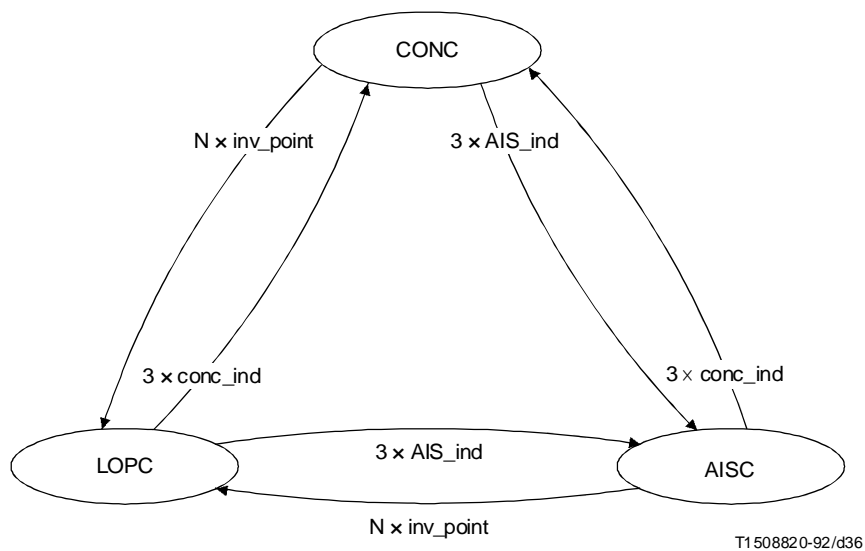 CONC
N × inv_point
3 × AIS_ind
3 × conc_ind
3 × conc_ind
LOPC
3 × AIS_ind
AISC
N × inv_point
T1508820-92/d36